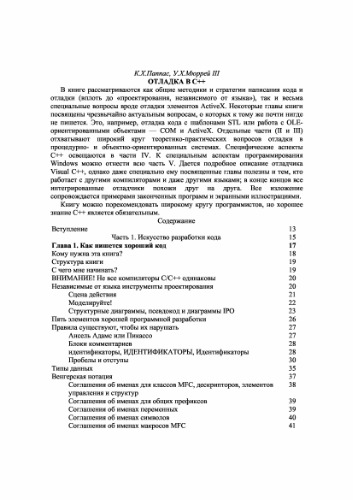 К.Х.Паппас, У.Х.Мюррей III
ОТЛАДКА В С++
В книге рассматриваются как общие методики и стратегии написания кода и
отладки (вплоть до «проектирования, независимого от языка»), так и весьма
специальные вопросы вроде отладки элементов ActiveX. Некоторые главы книги
посвящены чрезвычайно актуальным вопросам, о которых к тому же почти нигде
не пишется. Это, например, отладка кода с шаблонами STL или работа с OLE-
ориентированными объектами — COM и ActiveX. Отдельные части (II и III)
охватывают широкий круг теоретико-практических вопросов отладки в
процедурно- и объектно-ориентированных системах. Специфические аспекты
С++ освещаются в части IV. К специальным аспектам программирования
Windows можно отнести всю часть V. Дается подробное описание отладчика
Visual C++, однако даже специально ему посвященные главы полезны и тем, кто
работает с другими компиляторами и даже другими языками; в конце концов все
интегрированные отладчики похожи друг на друга. Все изложение
сопровождается примерами законченных программ и экранными иллюстрациями.
Книгу можно порекомендовать широкому кругу программистов, но хорошее
знание С++ является обязательным.
Содержание
Вступление 13
Часть 1. Искусство разработки кода 15
Глава 1. Как пишется хороший код 17
Кому нужна эта книга? 18
Структура книги 19
С чего мне начинать? 19
ВНИМАНИЕ! Не все компиляторы С/С++ одинаковы 20
Независимые от языка инструменты проектирования 20
Сцена действия 21
Моделируйте! 22
Структурные диаграммы, псевдокод и диаграммы IPO 23
Пять элементов хорошей программной разработки 26
Правила существуют, чтобы их нарушать 27
Ансель Адамс или Пикассо 27
Блоки комментариев 28
идентификаторы, ИДЕНТИФИКАТОРЫ, Идентификаторы 28
Пробелы и отступы 30
Типы данных 35
Венгерская нотация 37
Соглашения об именах для классов MFC, дескрипторов, элементов 38
управления и структур
Соглашения об именах для общих префиксов 39
Соглашения об именах переменных 39
Соглашения об именах символов 40
Соглашения об именах макросов MFC 41